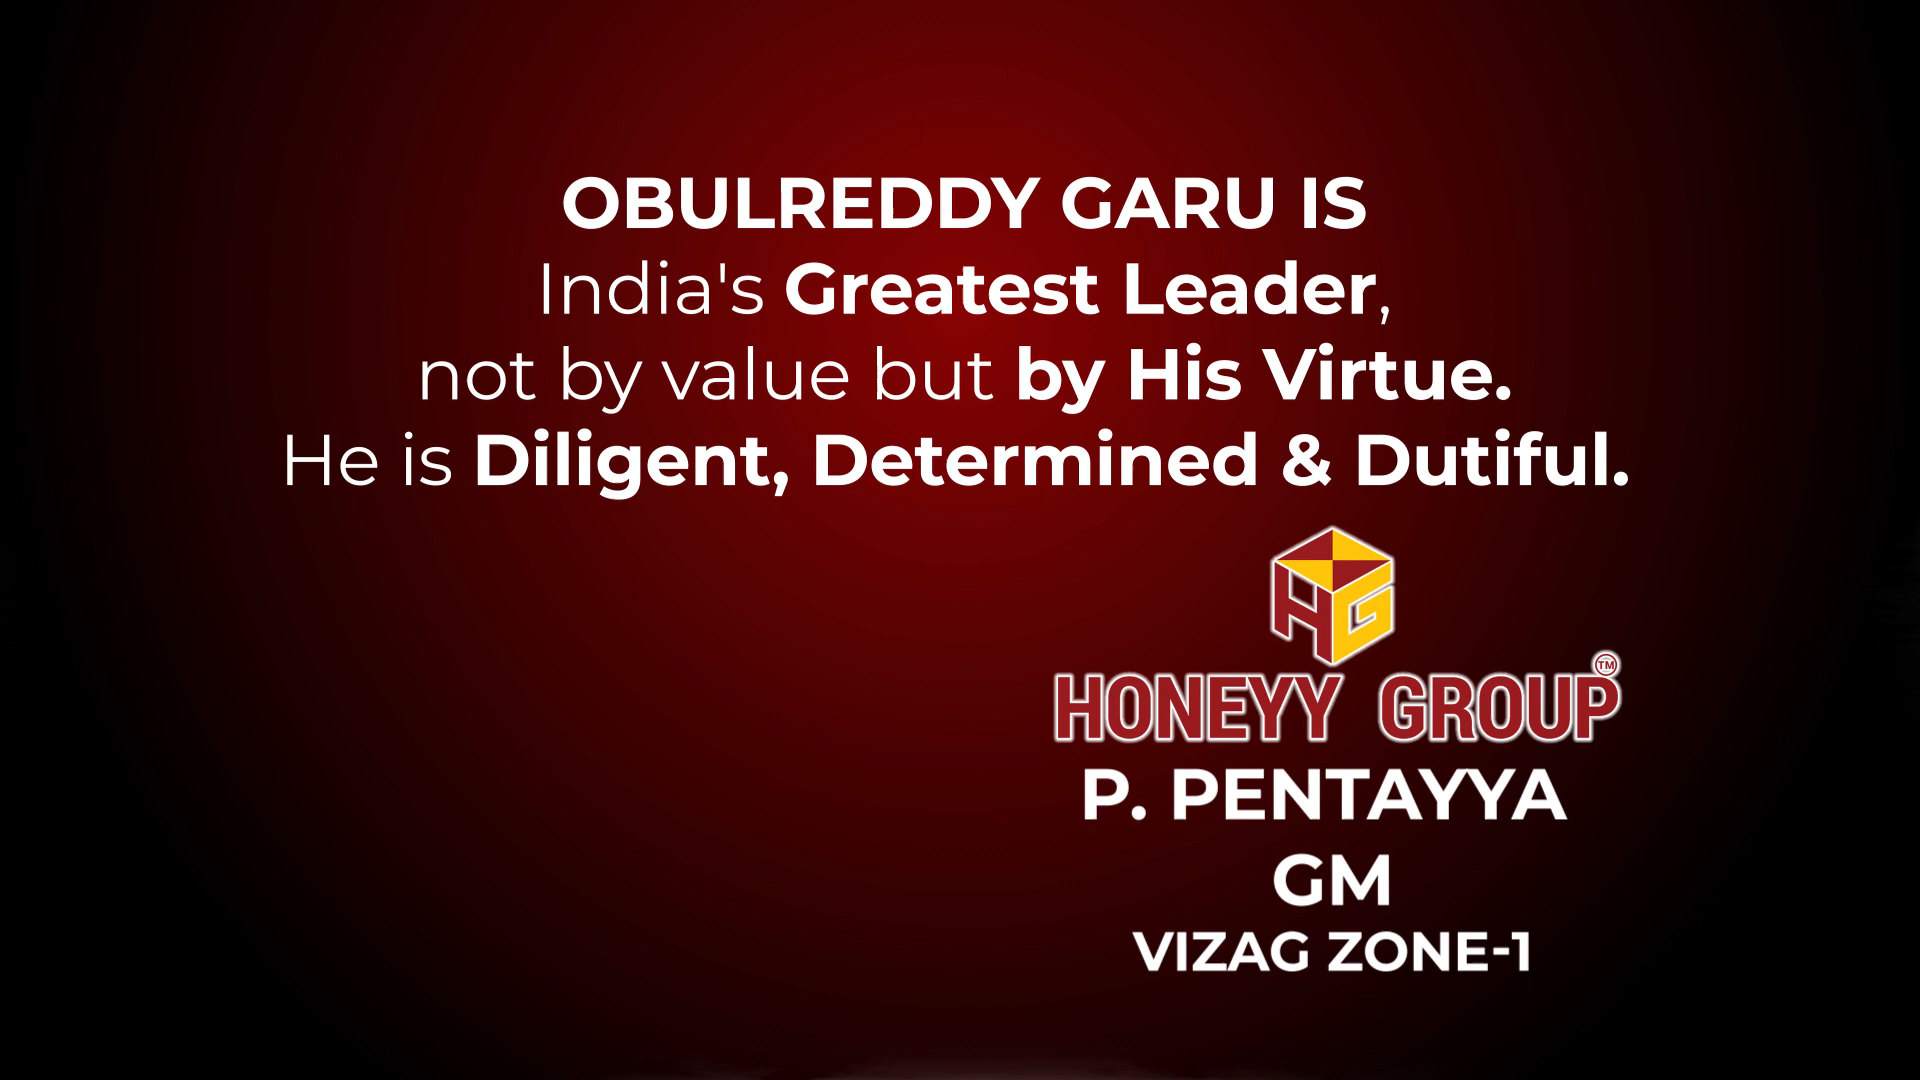 OBULREDDY GARU IS
India's Greatest Leader,
not by value but by His Virtue.
He is Diligent, Determined & Dutiful.
HG
HONEYY GROUP TM
P. PENTAYYA
GM
VIZAG ZONE-1